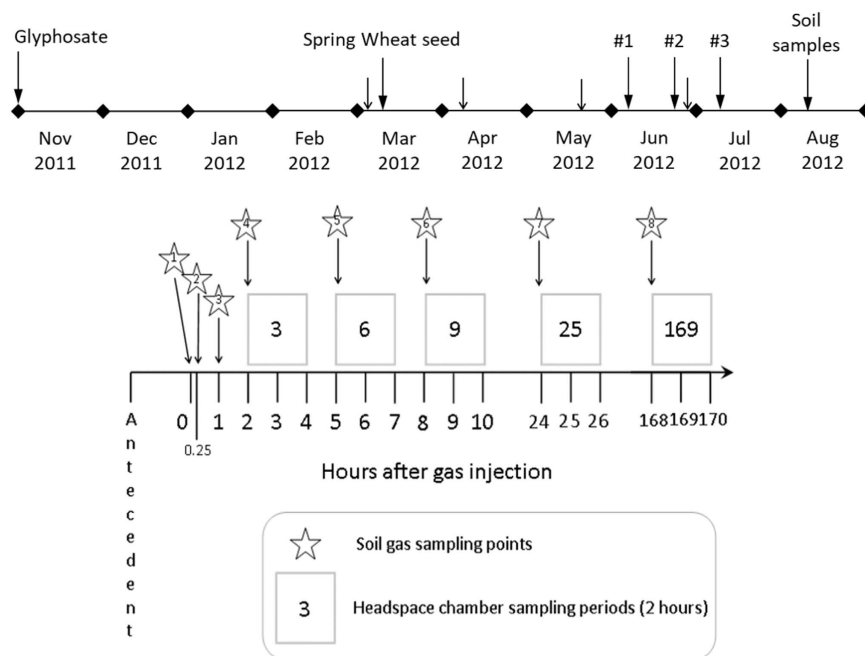 Glyphosate
Spring Wheat seed
#1 #2 #3
Soil
samples
Nov Dec Jan Feb Mar Apr May Jun Jul Aug
2011 2011 2012 2012 2012 2012 2012 2012 2012 2012
1 2 3 4 5 6 7 8
3 6 9 25 169
0 1 2 3 4 5 6 7 8 9 10 24 25 26 168 169 170
0.25
Antecedent
Hours after gas injection
Soil gas sampling points
3 Headspace chamber sampling periods (2 hours)